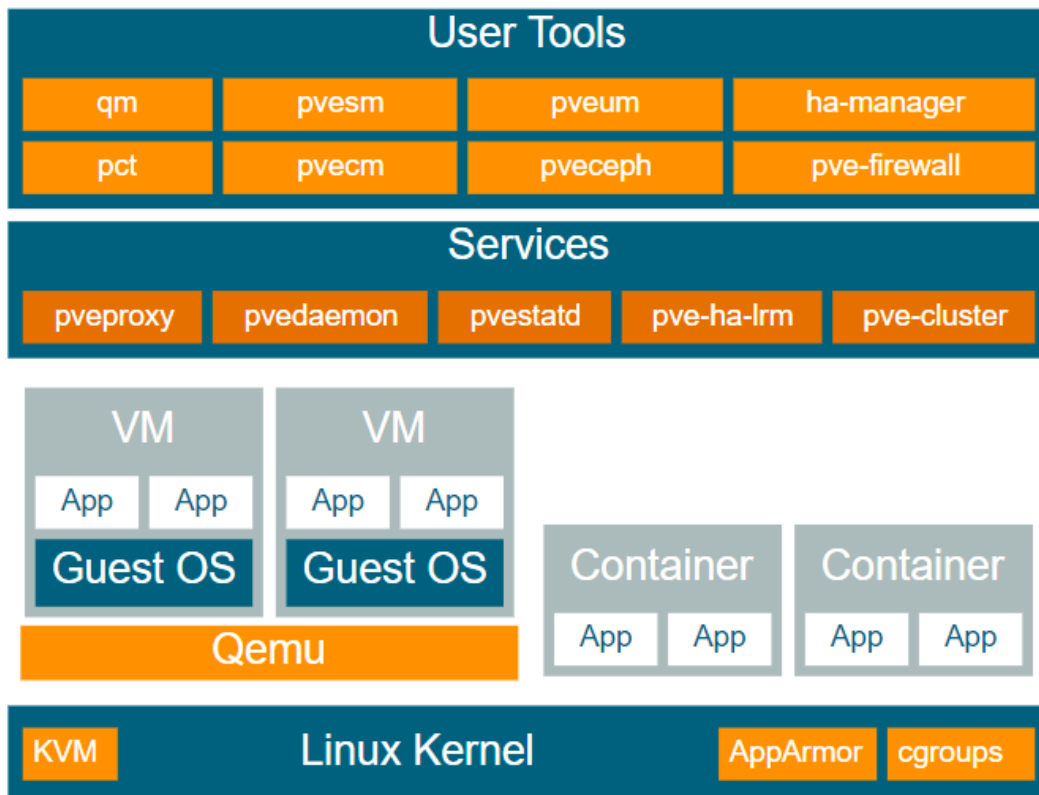 User Tools
qm pvesm pveum ha-manager
pct pvecm pveceph pve-firewall
Services
pveproxy pvedaemon pvestatd pve-ha-lrm pve-cluster
VM VM
App App App App
Guest OS Guest OS
Container Container
App App App App
Qemu
KVM Linux Kernel AppArmor cgroups